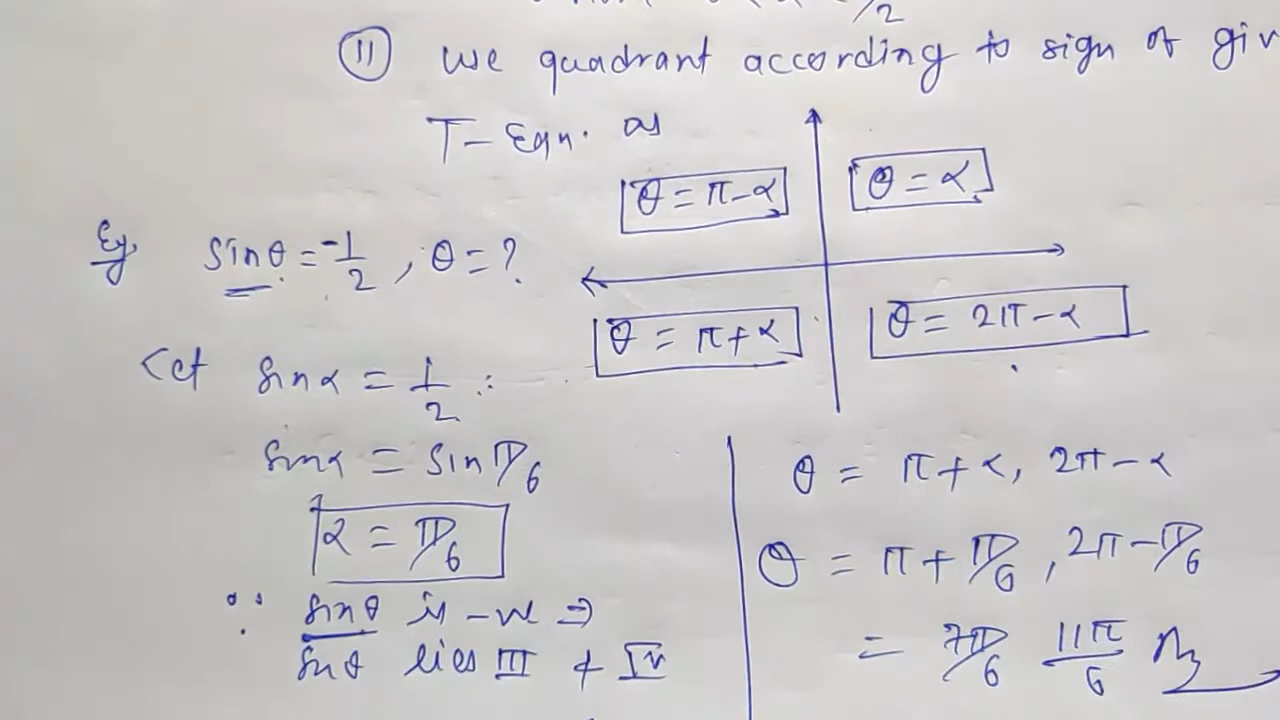 (II) We quadrant according to sign of giv
T-Eqn. as
θ = π-α
θ = α
Eg. sinθ = -1/2, θ = ?
θ = π+α
θ = 2π-α
Let sinα = 1/2
sinα = sin π/6
α = π/6
∵ sinθ is -ve ⇒
sinθ lies III + IV
θ = π+α, 2π-α
θ = π+π/6, 2π-π/6
= 7π/6 11π/6